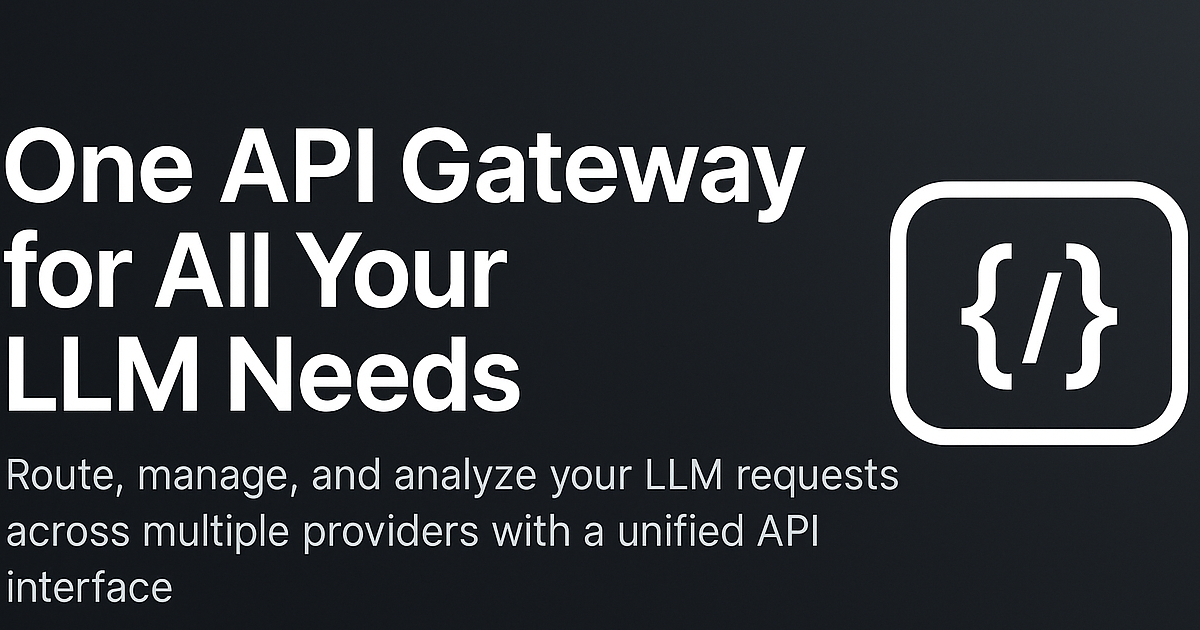 One API Gateway
for All Your
LLM Needs
{/}
Route, manage, and analyze your LLM requests
across multiple providers with a unified API
interface